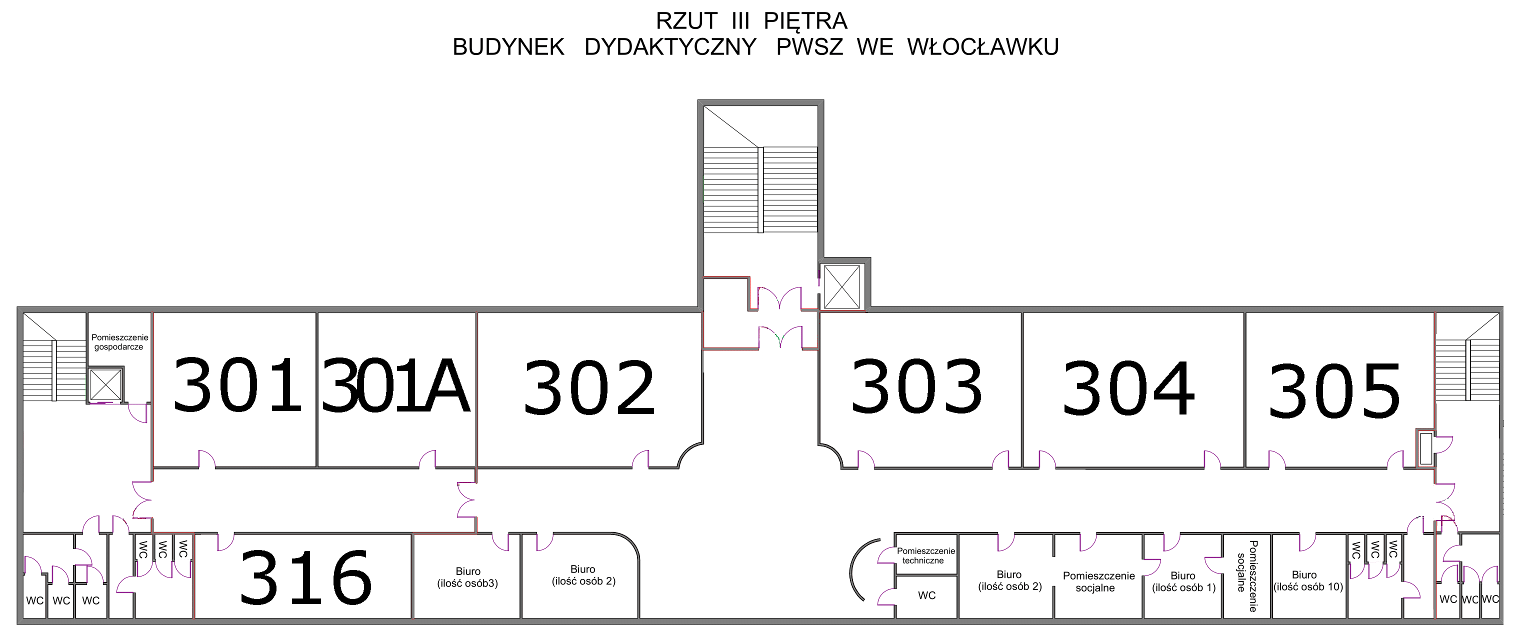 RZUT III PIĘTRA
BUDYNEK DYDAKTYCZNY PWSZ WE WŁOCŁAWKU
Pomieszczenie
gospodarcze
301
301A
302
303
304
305
WC
WC
WC
WC
WC
WC
316
Biuro
(ilość osób3)
Biuro
(ilość osób 2)
Pomieszczenie
techniczne
WC
Biuro
(ilość osób 2)
Pomieszczenie
socjalne
Biuro
(ilość osób 1)
Pomieszczenie
socjalne
Biuro
(ilość osób 10)
WC
WC
WC
WC
WC
WC